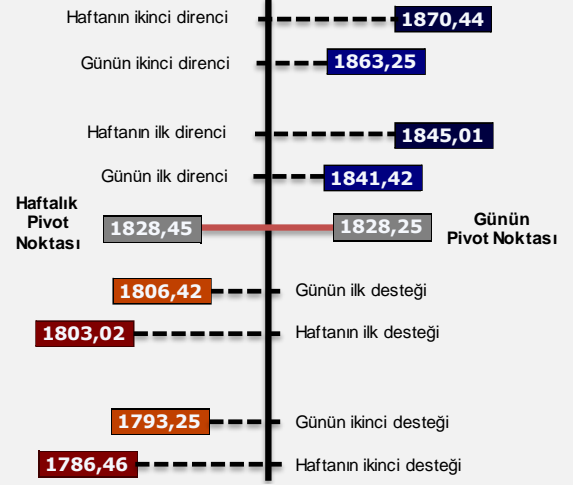 Haftanın ikinci direnci 1870,44
Günün ikinci direnci 1863,25
Haftanın ilk direnci 1845,01
Günün ilk direnci 1841,42
Haftalık
Pivot
Noktası
1828,45
1828,25
Günün
Pivot Noktası
1806,42 Günün ilk desteği
1803,02 Haftanın ilk desteği
1793,25 Günün ikinci desteği
1786,46 Haftanın ikinci desteği